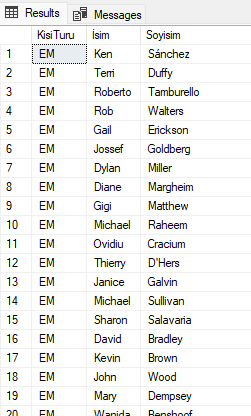 Results Messages
KisiTuru İsim Soyisim
1 EM Ken Sánchez
2 EM Terri Duffy
3 EM Roberto Tamburello
4 EM Rob Walters
5 EM Gail Erickson
6 EM Jossef Goldberg
7 EM Dylan Miller
8 EM Diane Margheim
9 EM Gigi Matthew
10 EM Michael Raheem
11 EM Ovidiu Cracium
12 EM Thierry D'Hers
13 EM Janice Galvin
14 EM Michael Sullivan
15 EM Sharon Salavaria
16 EM David Bradley
17 EM Kevin Brown
18 EM John Wood
19 EM Mary Dempsey
20 EM Wanida Benshoof